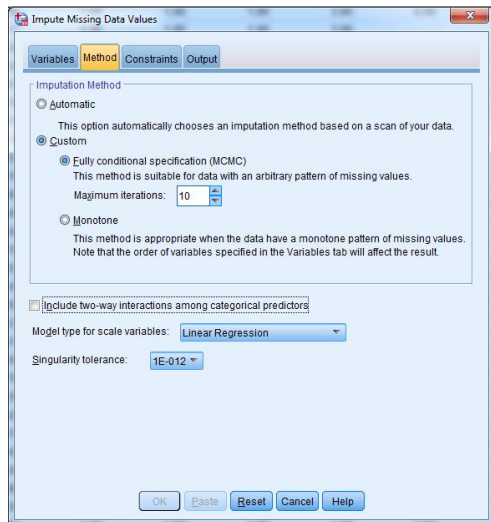 Impute Missing Data Values
Variables Method Constraints Output
Imputation Method
Automatic
This option automatically chooses an imputation method based on a scan of your data.
Custom
Fully conditional specification (MCMC)
This method is suitable for data with an arbitrary pattern of missing values.
Maximum iterations: 10
Monotone
This method is appropriate when the data have a monotone pattern of missing values.
Note that the order of variables specified in the Variables tab will affect the result.
Include two-way interactions among categorical predictors
Model type for scale variables: Linear Regression
Singularity tolerance: 1E-012
OK Paste Reset Cancel Help